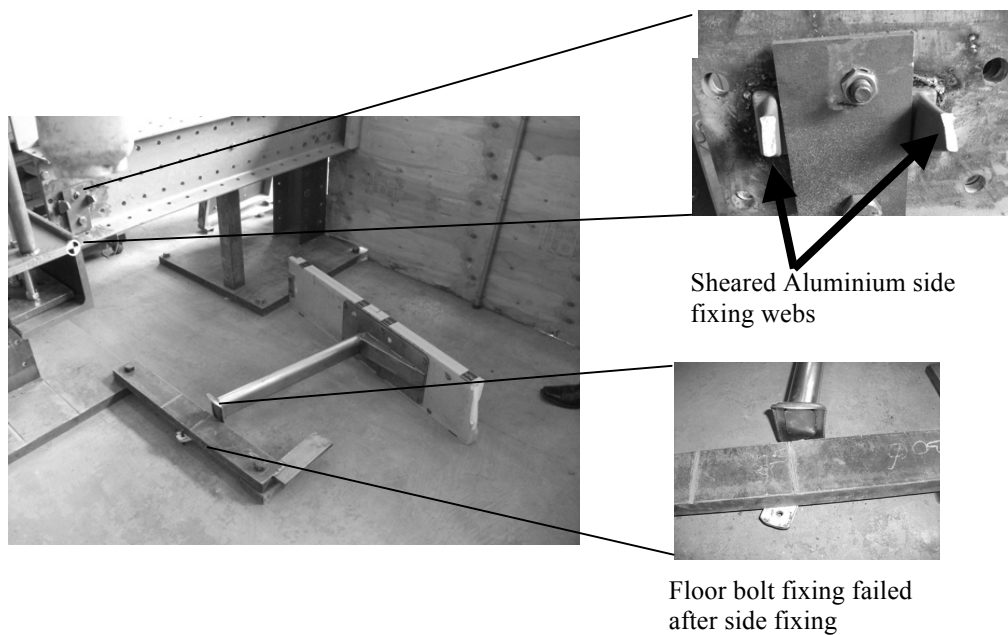 Sheared Aluminium side
fixing webs
Floor bolt fixing failed
after side fixing